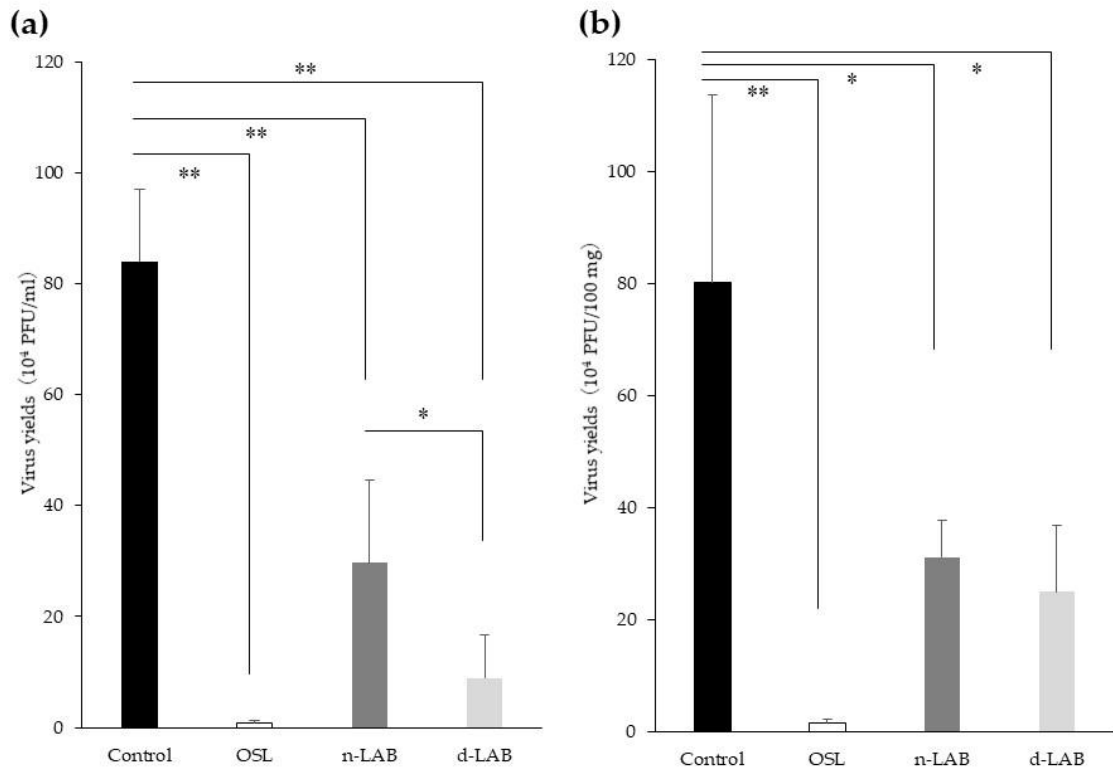 (a)
Virus yields (10⁴ PFU/ml)
120
100
80
60
40
20
0
**
**
**
*
Control OSL n-LAB d-LAB
(b)
Virus yields (10⁴ PFU/100 mg)
120
100
80
60
40
20
0
** * *
Control OSL n-LAB d-LAB